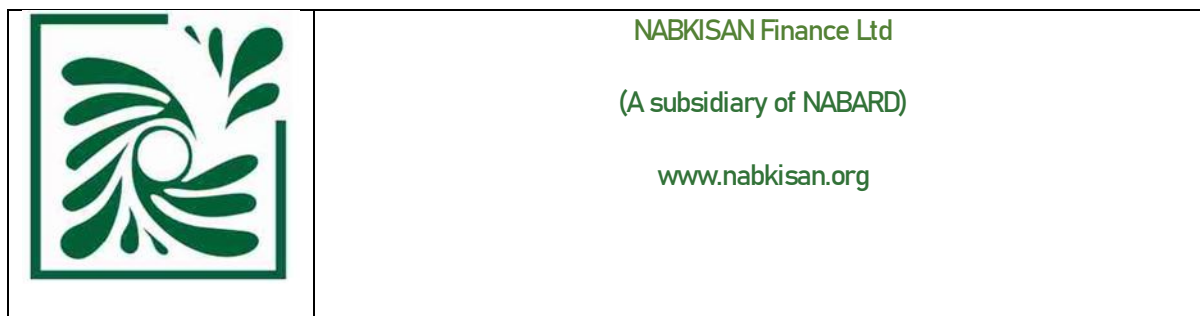 NABKISAN Finance Ltd
(A subsidiary of NABARD)
www.nabkisan.org